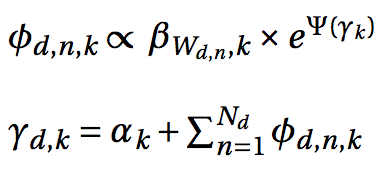 ϕ_{d,n,k} ∝ β_{W_{d,n},k} × e^{Ψ(γ_k)}
γ_{d,k} = α_k + ∑_{n=1}^{N_d} ϕ_{d,n,k}